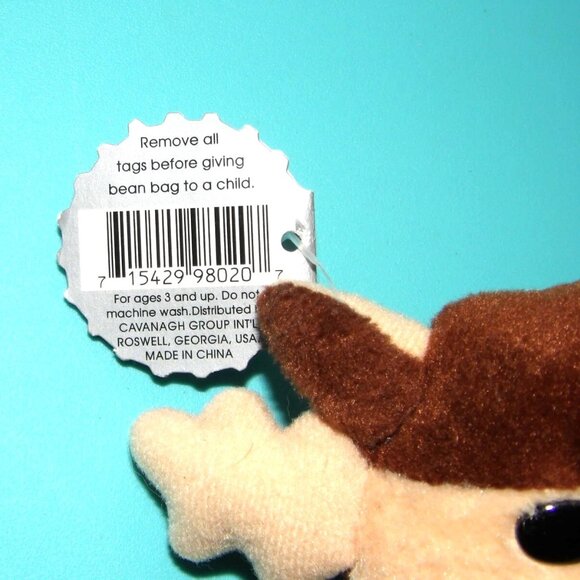 Remove all
tags before giving
bean bag to a child.
7 15429 98020 7
For ages 3 and up. Do not
machine wash.Distributed
CAVANAGH GROUP INT'L
ROSWELL, GEORGIA, USA
MADE IN CHINA